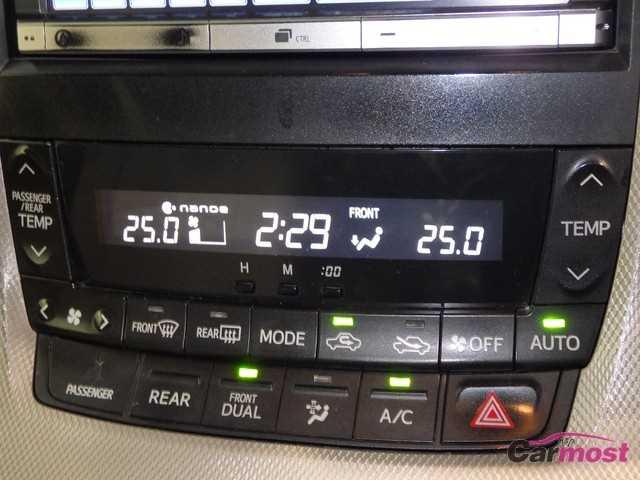 CTRL
PASSENGER
/REAR
TEMP
nanoe
25.0
2:29
FRONT
25.0
TEMP
H M :00
FRONT REAR MODE OFF AUTO
PASSENGER REAR FRONT
DUAL A/C
Carmost